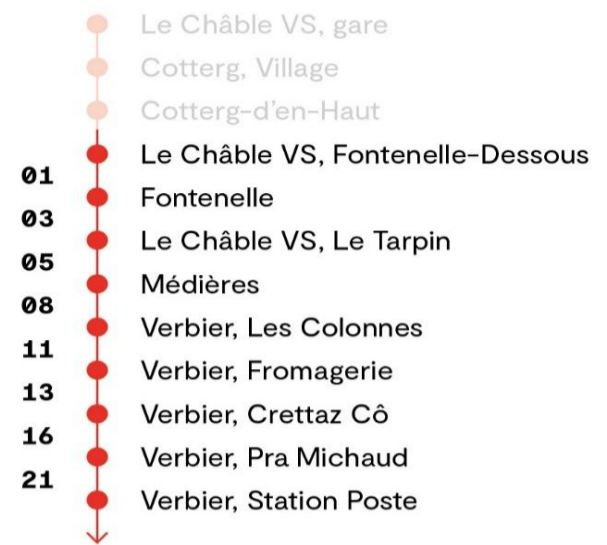 Le Châble VS, gare
Cotterg, Village
Cotterg-d'en-Haut
Le Châble VS, Fontenelle-Dessous
01
Fontenelle
03
Le Châble VS, Le Tarpin
05
Médières
08
Verbier, Les Colonnes
11
Verbier, Fromagerie
13
Verbier, Crettaz Cô
16
Verbier, Pra Michaud
21
Verbier, Station Poste